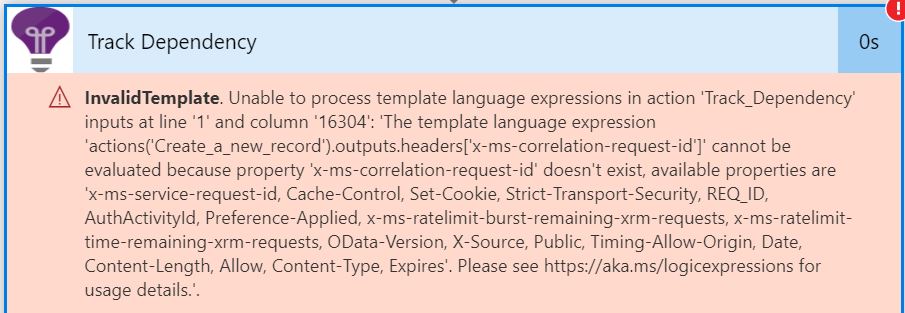 Track Dependency
0s
!
InvalidTemplate. Unable to process template language expressions in action 'Track_Dependency'
inputs at line '1' and column '16304': 'The template language expression
'actions('Create_a_new_record').outputs.headers['x-ms-correlation-request-id']' cannot be
evaluated because property 'x-ms-correlation-request-id' doesn't exist, available properties are
'x-ms-service-request-id, Cache-Control, Set-Cookie, Strict-Transport-Security, REQ_ID,
AuthActivityId, Preference-Applied, x-ms-ratelimit-burst-remaining-xrm-requests, x-ms-ratelimit-
time-remaining-xrm-requests, OData-Version, X-Source, Public, Timing-Allow-Origin, Date,
Content-Length, Allow, Content-Type, Expires'. Please see https://aka.ms/logicexpressions for
usage details.'.